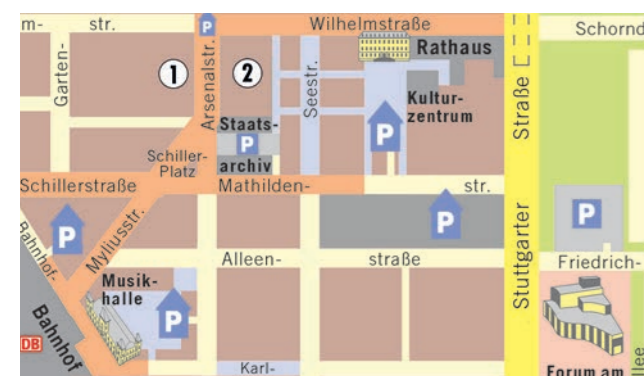 m-
str.
Wilhelmstraße
Schornd
P
Garten-
1
Arsenalstr.
2
Seestr.
Rathaus
Kultur-
zentrum
P
Straße
Staats-
P
archiv
Schiller-
Platz
Schillerstraße
Mathilden-
str.
P
P
P
Bahnhof-
Myliusstr.
Alleen-
straße
Stuttgarter
Friedrich-
Musik-
halle
P
DB
Bahnhof
Karl-
Forum am
lee